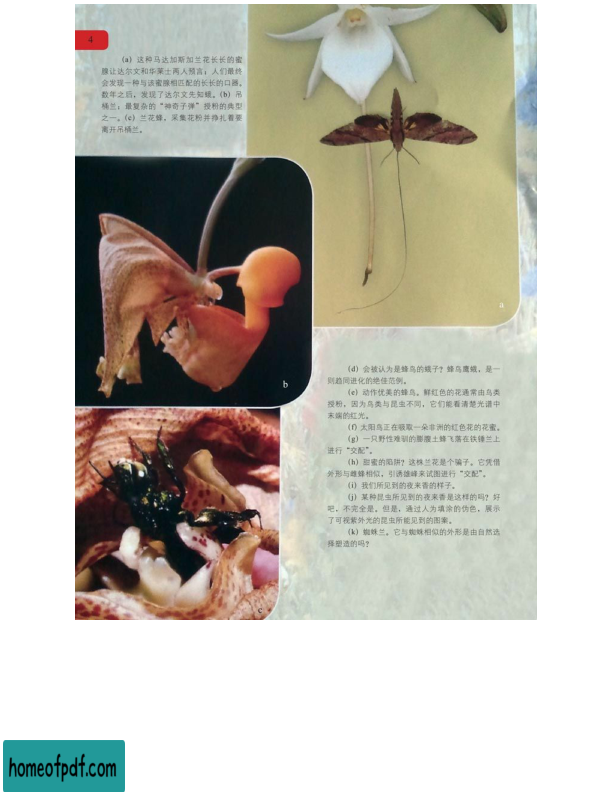 4
(a) 这种马达加斯加兰花长长的蜜
腺让达尔文和华莱士两人预言：人们最终
会发现一种与该蜜腺相匹配的长长的口器。
数年之后，发现了达尔文先知蛾。(b) 吊
桶兰：最复杂的“神奇子弹”授粉的典型
之一。(c) 兰花蜂，采集花粉并挣扎着要
离开吊桶兰。
a
b
c
(d) 会被认为是蜂鸟的蛾子？蜂鸟鹰蛾，是一
则趋同进化的绝佳范例。
(e) 动作优美的蜂鸟。鲜红色的花通常由鸟类
授粉，因为鸟类与昆虫不同，它们能看清楚光谱中
末端的红光。
(f) 太阳鸟正在吸取一朵非洲的红色花的花蜜。
(g) 一只野性难驯的膨腹土蜂飞落在铁锤兰上
进行“交配”。
(h) 甜蜜的陷阱？这株兰花是个骗子。它凭借
外形与雌蜂相似，引诱雄峰来试图进行“交配”。
(i) 我们所见到的夜来香的样子。
(j) 某种昆虫所见到的夜来香是这样的吗？好
吧，不完全是。但是，通过人为填涂的伪色，展示
了可视紫外光的昆虫所能见到的图案。
(k) 蜘蛛兰。它与蜘蛛相似的外形是由自然选
择塑造的吗？
homeofpdf.com